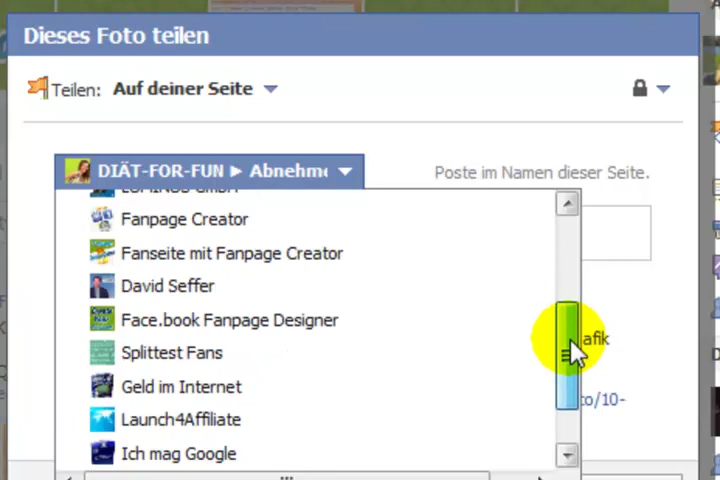 Dieses Foto teilen
Teilen: Auf deiner Seite
DIÄT-FOR-FUN ▶ Abnehme
Poste im Namen dieser Seite.
Fanpage Creator
Fanseite mit Fanpage Creator
David Seffer
Face.book Fanpage Designer
afik
Splittest Fans
Geld im Internet
to/10-
Launch4Affiliate
Ich mag Google